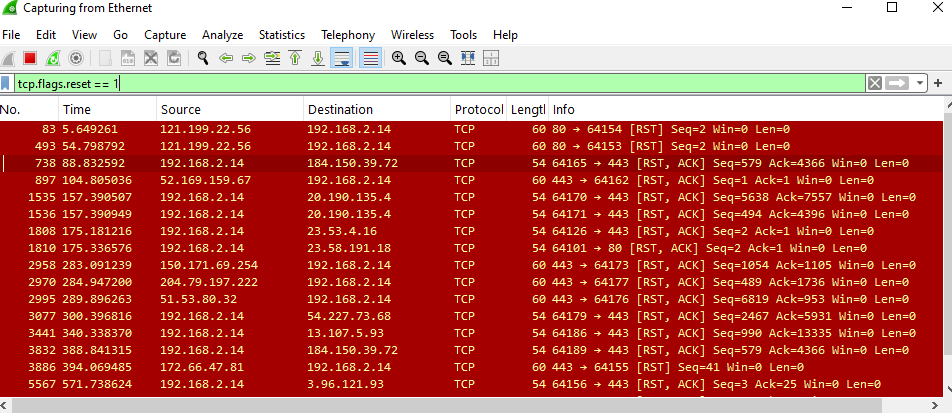 Capturing from Ethernet
File Edit View Go Capture Analyze Statistics Telephony Wireless Tools Help
tcp.flags.reset == 1
No. Time Source Destination Protocol Lengtl Info
83 5.649261 121.199.22.56 192.168.2.14 TCP 60 80 → 64154 [RST] Seq=2 Win=0 Len=0
493 54.798792 121.199.22.56 192.168.2.14 TCP 60 80 → 64153 [RST] Seq=2 Win=0 Len=0
738 88.832592 192.168.2.14 184.150.39.72 TCP 54 64165 → 443 [RST, ACK] Seq=579 Ack=4366 Win=0 Len=0
897 104.805036 52.169.159.67 192.168.2.14 TCP 60 443 → 64162 [RST, ACK] Seq=1 Ack=1 Win=0 Len=0
1535 157.390507 192.168.2.14 20.190.135.4 TCP 54 64170 → 443 [RST, ACK] Seq=5638 Ack=7557 Win=0 Len=0
1536 157.390949 192.168.2.14 20.190.135.4 TCP 54 64171 → 443 [RST, ACK] Seq=494 Ack=4396 Win=0 Len=0
1808 175.181216 192.168.2.14 23.53.4.16 TCP 54 64126 → 443 [RST, ACK] Seq=2 Ack=1 Win=0 Len=0
1810 175.336576 192.168.2.14 23.58.191.18 TCP 54 64101 → 80 [RST, ACK] Seq=2 Ack=1 Win=0 Len=0
2958 283.091239 150.171.69.254 192.168.2.14 TCP 60 443 → 64173 [RST, ACK] Seq=1054 Ack=1105 Win=0 Len=0
2970 284.947200 204.79.197.222 192.168.2.14 TCP 60 443 → 64177 [RST, ACK] Seq=489 Ack=1736 Win=0 Len=0
2995 289.896263 51.53.80.32 192.168.2.14 TCP 60 443 → 64176 [RST, ACK] Seq=6819 Ack=953 Win=0 Len=0
3077 300.396816 192.168.2.14 54.227.73.68 TCP 54 64179 → 443 [RST, ACK] Seq=2467 Ack=5931 Win=0 Len=0
3441 340.338370 192.168.2.14 13.107.5.93 TCP 54 64186 → 443 [RST, ACK] Seq=990 Ack=13335 Win=0 Len=0
3832 388.841315 192.168.2.14 184.150.39.72 TCP 54 64189 → 443 [RST, ACK] Seq=579 Ack=4366 Win=0 Len=0
3886 394.069485 172.66.47.81 192.168.2.14 TCP 60 443 → 64155 [RST] Seq=41 Win=0 Len=0
5567 571.738624 192.168.2.14 3.96.121.93 TCP 54 64156 → 443 [RST, ACK] Seq=3 Ack=25 Win=0 Len=0